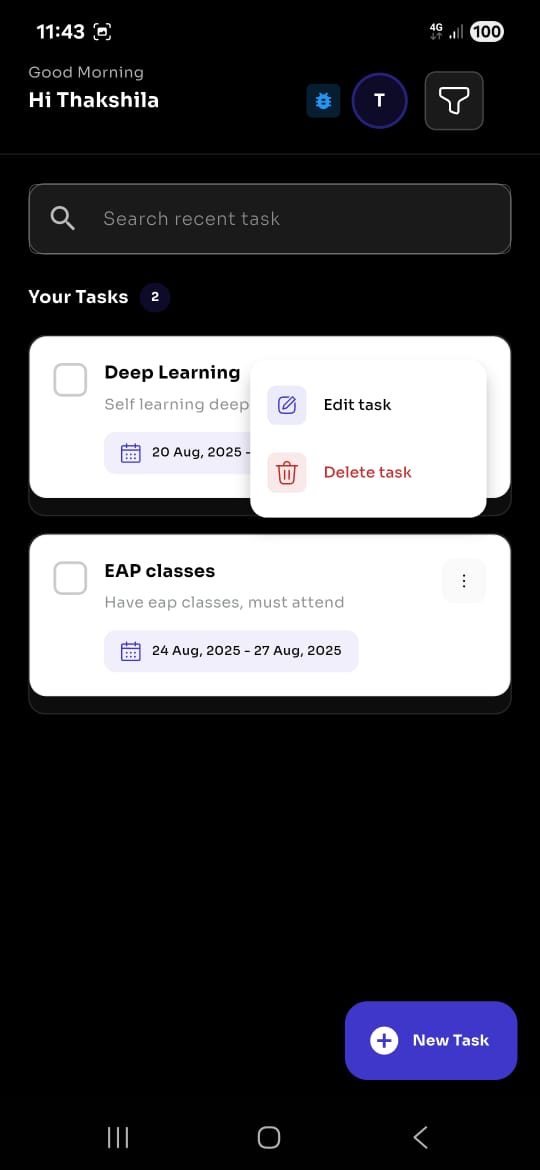 11:43
4G
100
Good Morning
Hi Thakshila
T
Search recent task
Your Tasks 2
Deep Learning
Self learning deep
20 Aug, 2025 -
Edit task
Delete task
EAP classes
Have eap classes, must attend
24 Aug, 2025 - 27 Aug, 2025
New Task